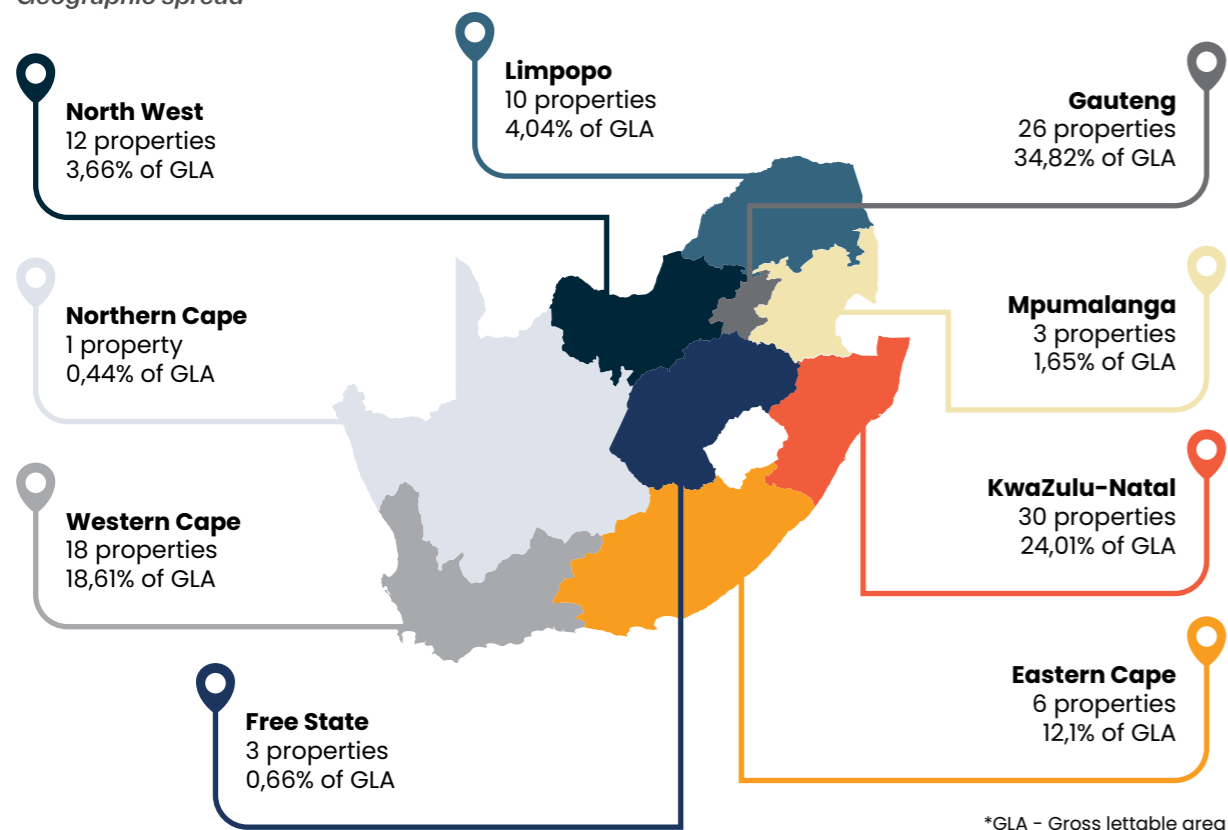 Geographic spread
Limpopo
10 properties
4,04% of GLA
North West
12 properties
3,66% of GLA
Gauteng
26 properties
34,82% of GLA
Northern Cape
1 property
0,44% of GLA
Mpumalanga
3 properties
1,65% of GLA
Western Cape
18 properties
18,61% of GLA
KwaZulu-Natal
30 properties
24,01% of GLA
Free State
3 properties
0,66% of GLA
Eastern Cape
6 properties
12,1% of GLA
*GLA - Gross lettable area